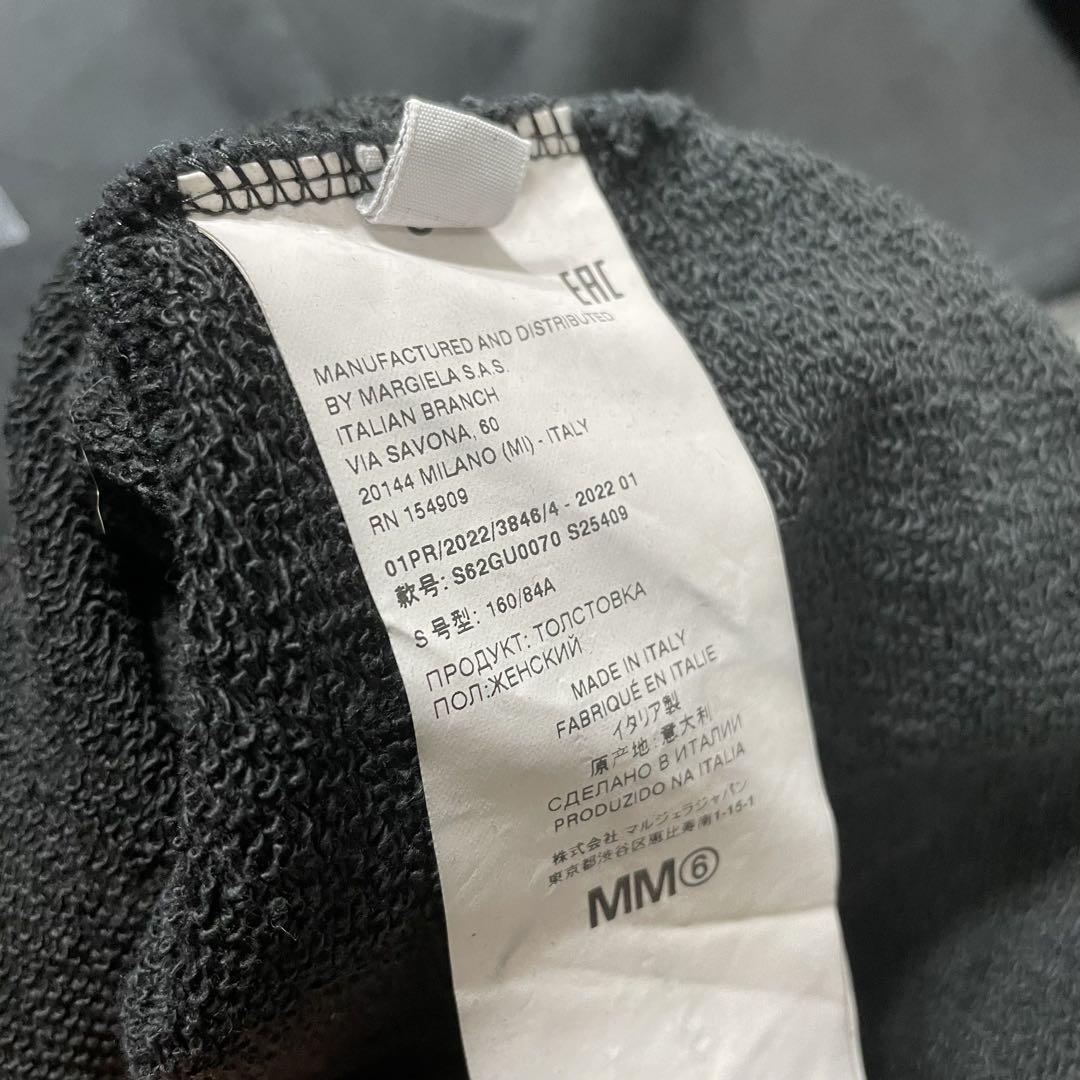 EAC
MANUFACTURED AND DISTRIBUTED
BY MARGIELA S.A.S.
ITALIAN BRANCH
VIA SAVONA, 60
20144 MILANO (MI) - ITALY
RN 154909
01PR/2022/3846/4 - 2022 01
款号: S62GU0070 S25409
S 号型: 160/84A
ПРОДУКТ: ТОЛСТОВКА
ПОЛ:ЖЕНСКИЙ
MADE IN ITALY
FABRIQUÉ EN ITALIE
イタリア製
原产地: 意大利
СДЕЛАНО В ИТАЛИИ
PRODUZIDO NA ITALIA
株式会社 マルジェラジャパン
東京都渋谷区恵比寿南1-15-1
MM⑥